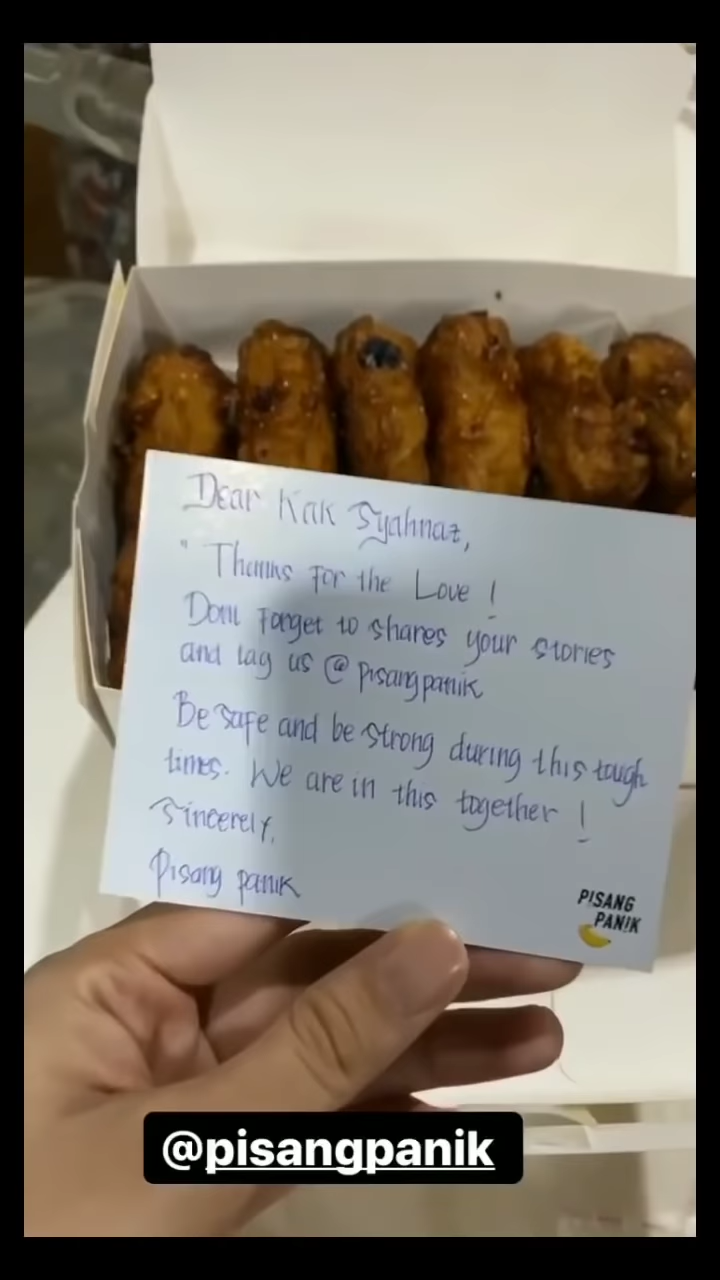 Dear Kak Syahnaz,
" Thanks For the Love !
Dont Forget to shares your stories
and tag us @pisangpanik
Be safe and be strong during this tough
times. We are in this together !
Sincerely,
Pisang panik
PISANG
PAN!K
@pisangpanik